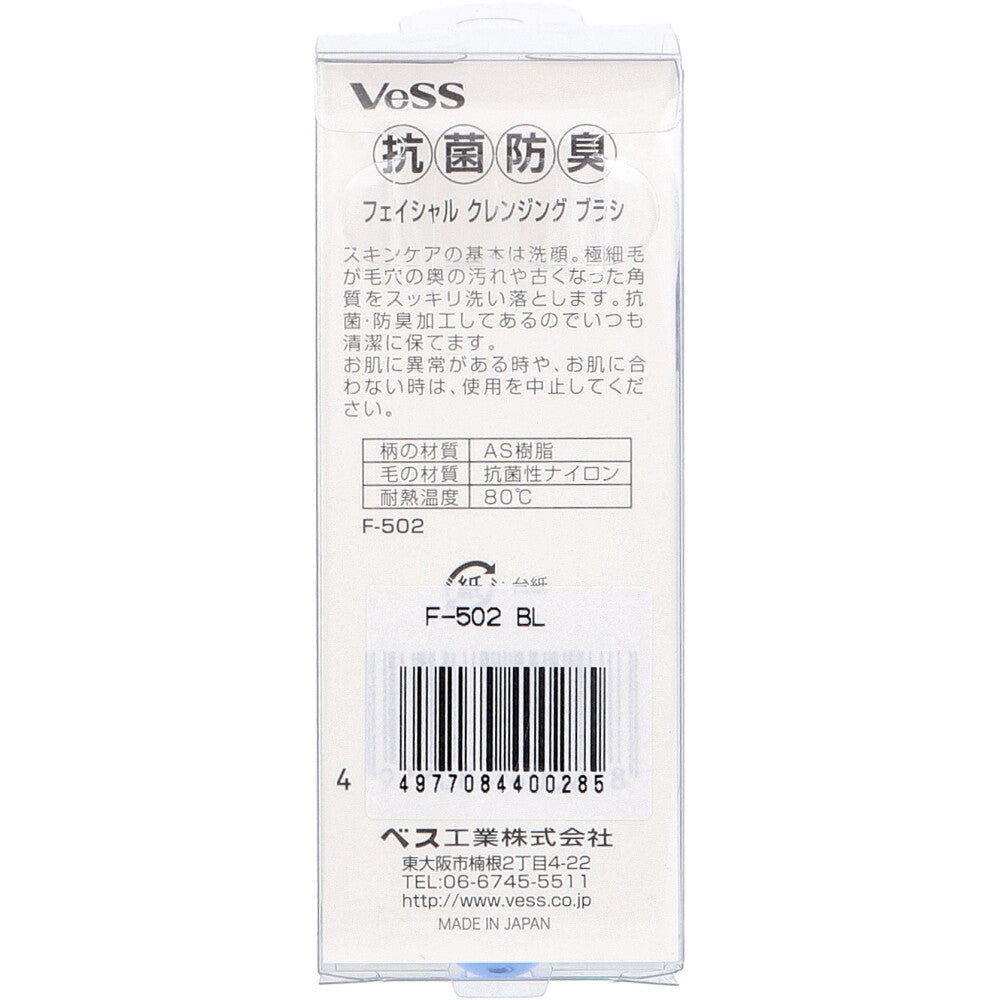 VeSS
抗菌防臭
フェイシャル クレンジング ブラシ
スキンケアの基本は洗顔。極細毛
が毛穴の奥の汚れや古くなった角
質をスッキリ洗い落とします。抗
菌・防臭加工してあるのでいつも
清潔に保てます。
お肌に異常がある時や、お肌に合
わない時は、使用を中止してくだ
さい。
柄の材質 AS樹脂
毛の材質 抗菌性ナイロン
耐熱温度 80℃
F-502
紙 : 台紙
F-502 BL
4977084400285
4
ベス工業株式会社
東大阪市楠根2丁目4-22
TEL:06-6745-5511
http://www.vess.co.jp
MADE IN JAPAN